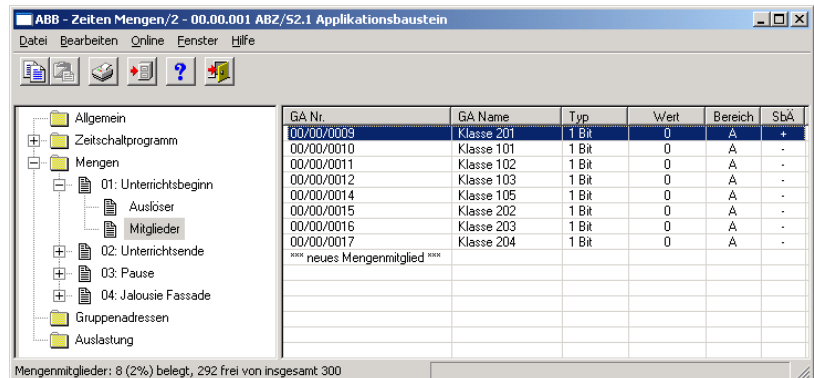 ABB - Zeiten Mengen/2 - 00.00.001 ABZ/S2.1 Applikationsbaustein
Datei Bearbeiten Online Fenster Hilfe
Allgemein
Zeitschaltprogramm
Mengen
01: Unterrichtsbeginn
Auslöser
Mitglieder
02: Unterrichtsende
03: Pause
04: Jalousie Fassade
Gruppenadressen
Auslastung
GA Nr. GA Name Typ Wert Bereich SbÄ
00/00/0009 Klasse 201 1 Bit 0 A +
00/00/0010 Klasse 101 1 Bit 0 A -
00/00/0011 Klasse 102 1 Bit 0 A -
00/00/0012 Klasse 103 1 Bit 0 A -
00/00/0014 Klasse 105 1 Bit 0 A -
00/00/0015 Klasse 202 1 Bit 0 A -
00/00/0016 Klasse 203 1 Bit 0 A -
00/00/0017 Klasse 204 1 Bit 0 A -
*** neues Mengenmitglied ***
Mengenmitglieder: 8 (2%) belegt, 292 frei von insgesamt 300